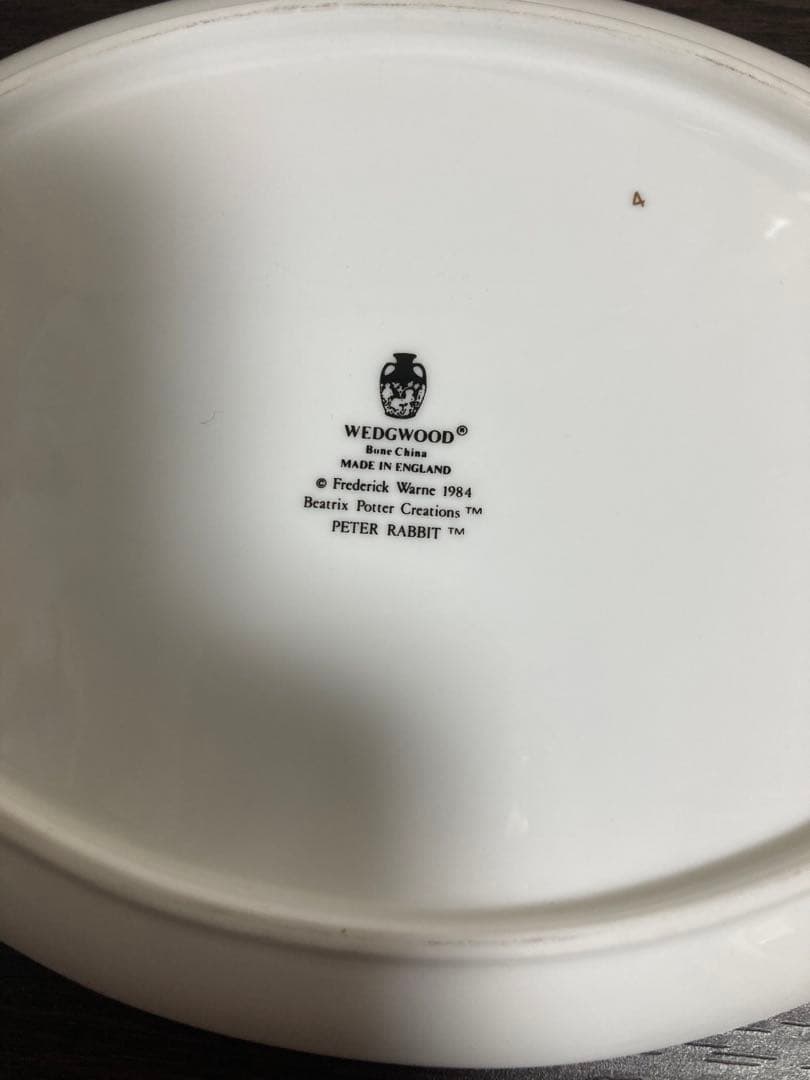 4
WEDGWOOD®
Bone China
MADE IN ENGLAND
© Frederick Warne 1984
Beatrix Potter Creations ™
PETER RABBIT ™